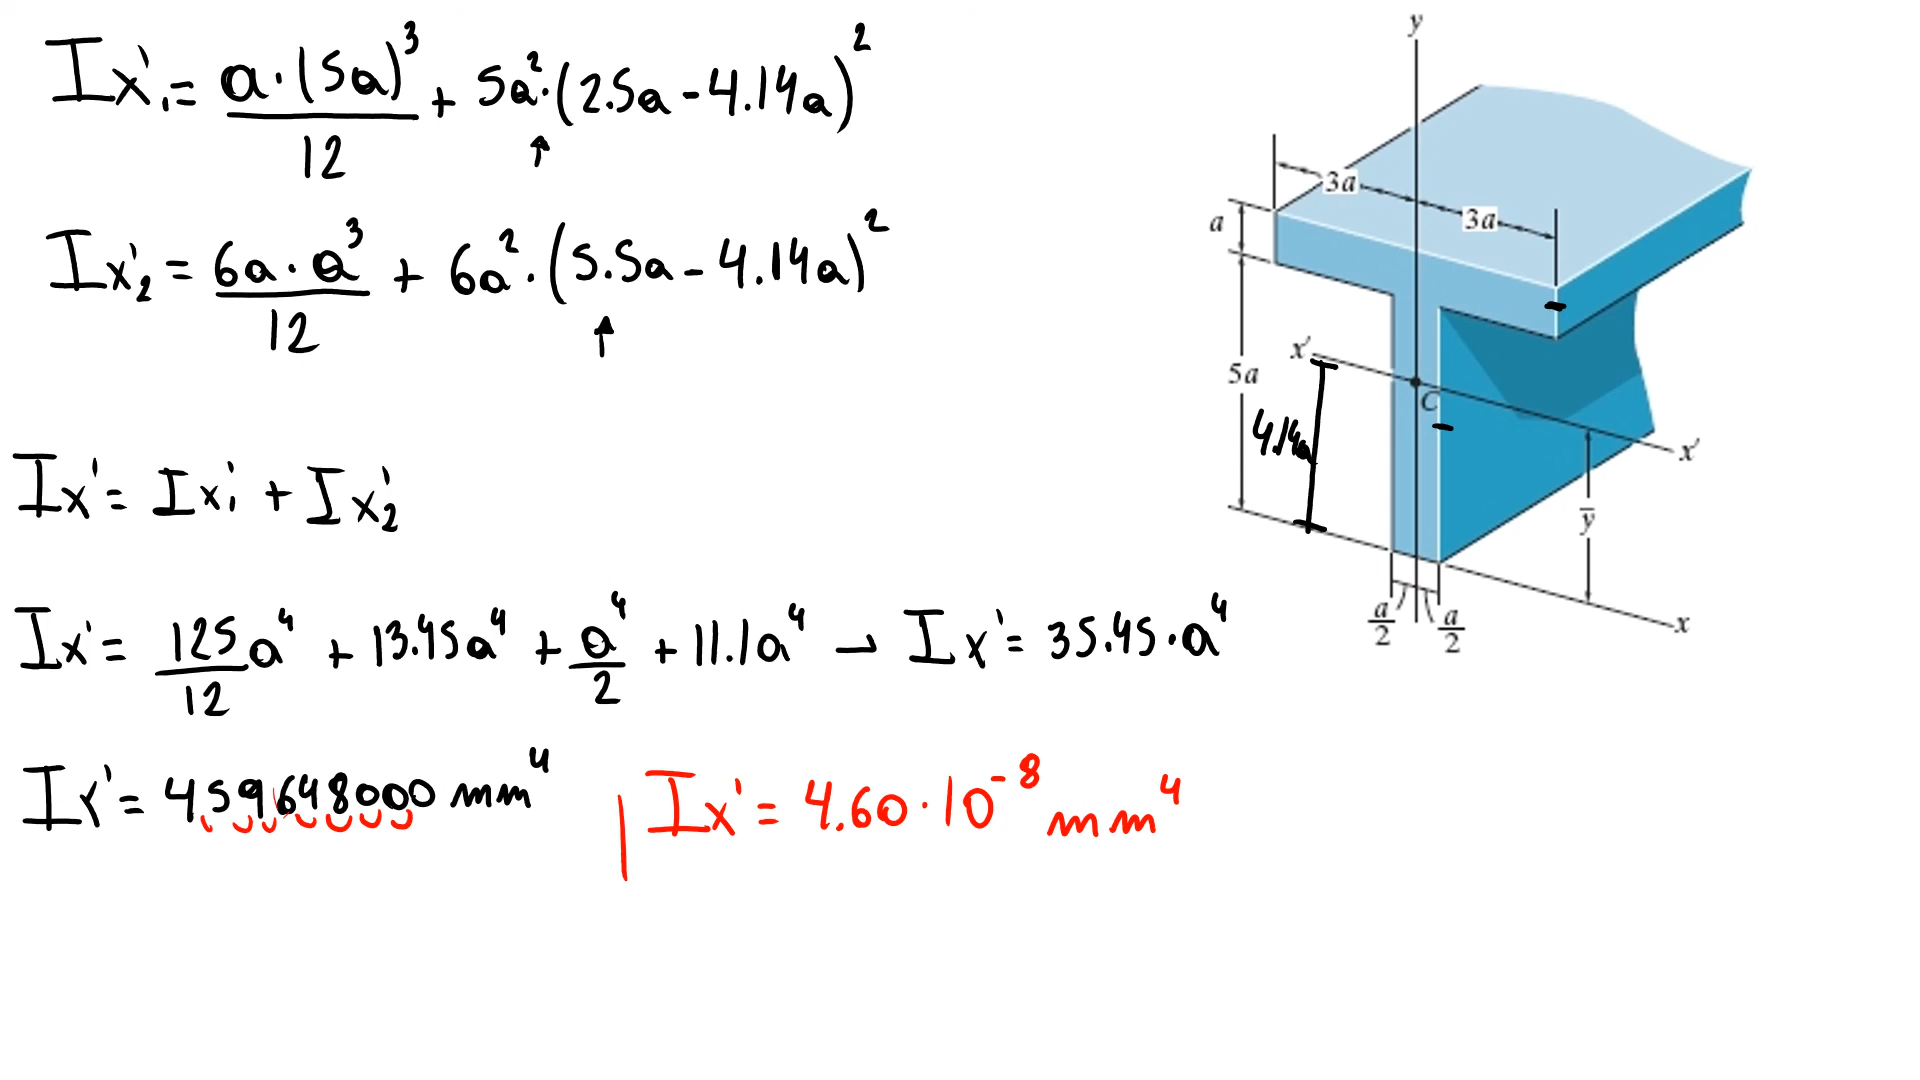 Ix'₁ = a·(5a)³/12 + 5a²·(2.5a - 4.14a)²
Ix'₂ = 6a·a³/12 + 6a²·(5.5a - 4.14a)²
Ix' = Ix'₁ + Ix'₂
Ix' = 125/12 a⁴ + 13.45a⁴ + a⁴/2 + 11.1a⁴ → Ix' = 35.45·a⁴
Ix' = 459648000 mm⁴
Ix' = 4.60·10⁻⁸ mm⁴
y
3a
3a
a
x'
5a
C
4.14a
x'
ȳ
a/2
a/2
x